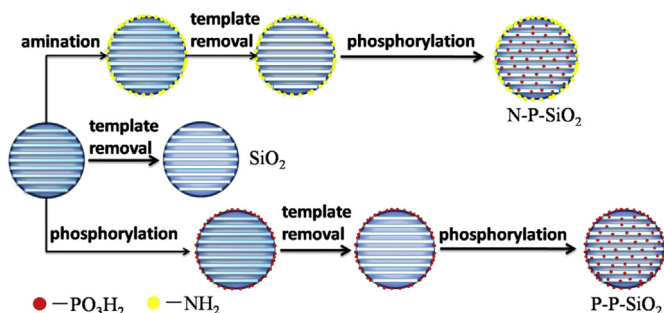 amination
template
removal
phosphorylation
N-P-SiO₂
template
removal
SiO₂
phosphorylation
template
removal
phosphorylation
P-P-SiO₂
—PO₃H₂
—NH₂